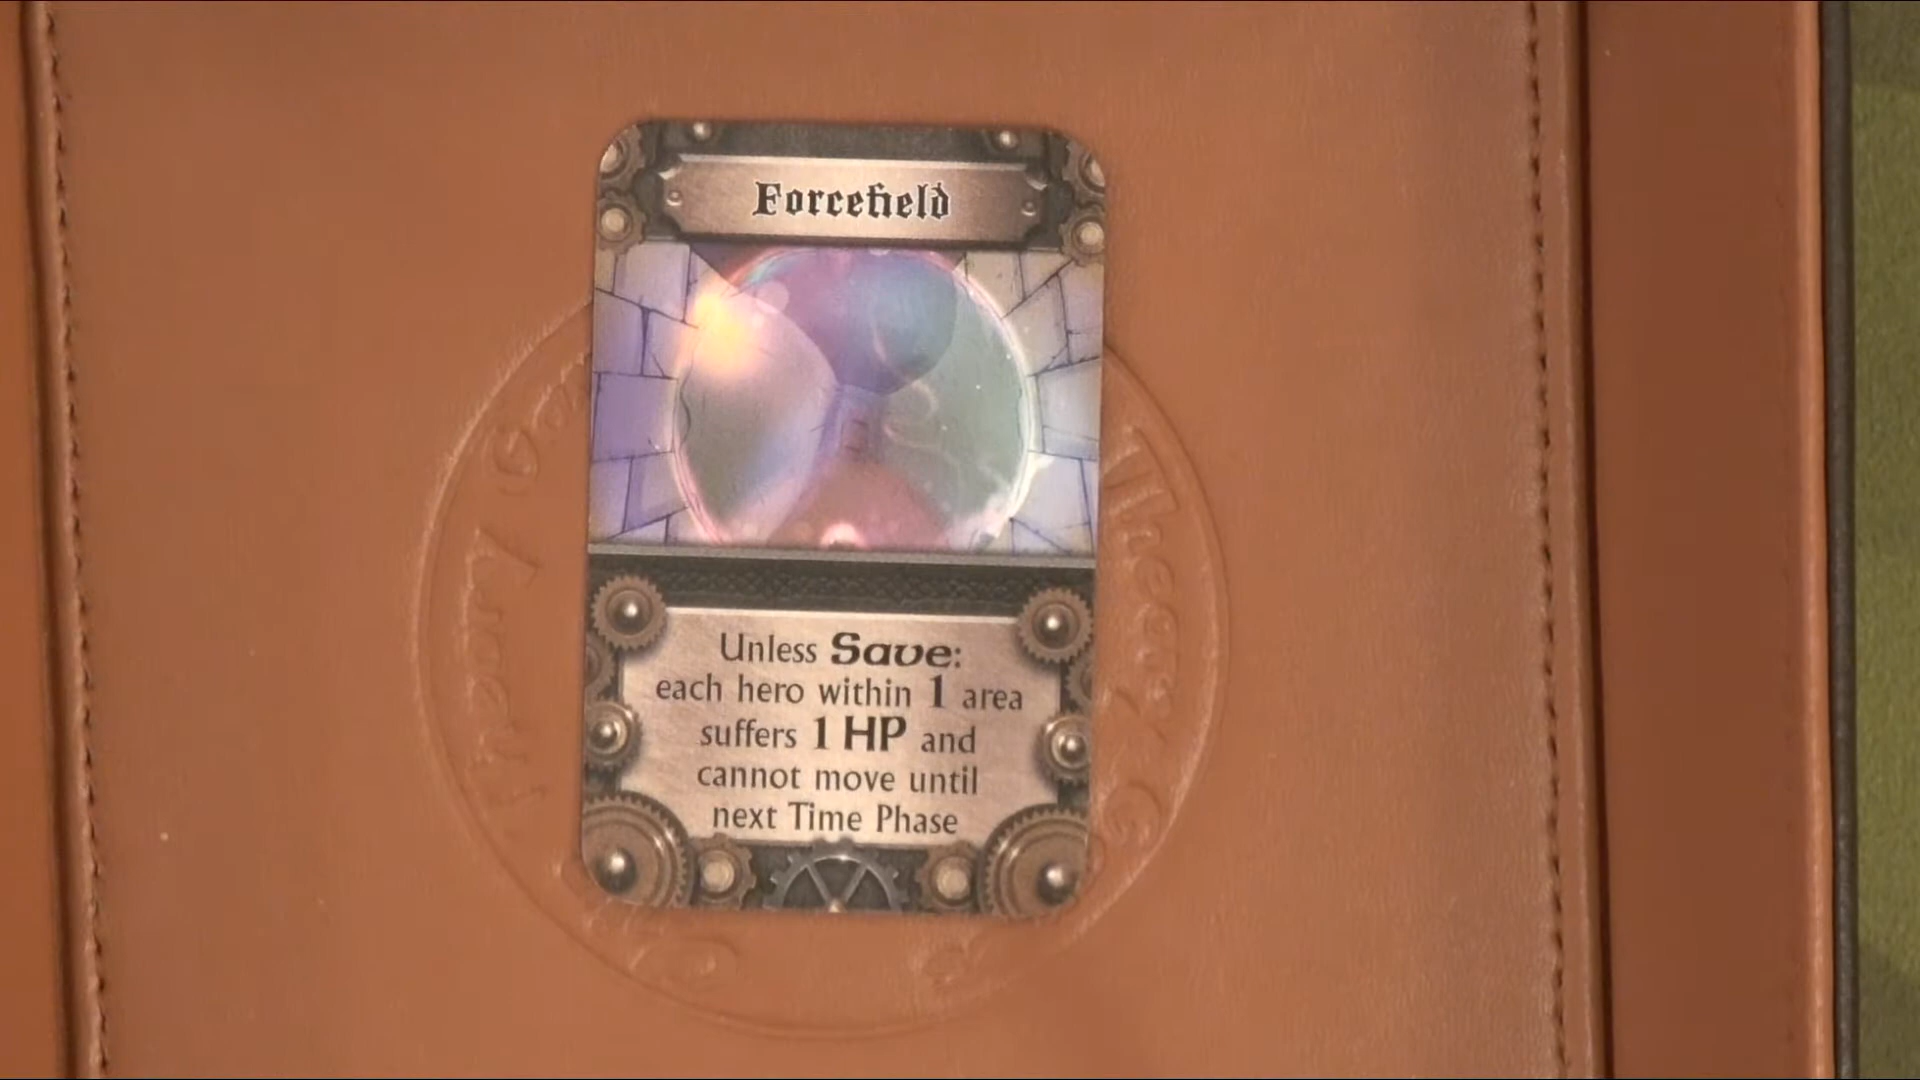 Forcefield
Unless Save:
each hero within 1 area
suffers 1 HP and
cannot move until
next Time Phase